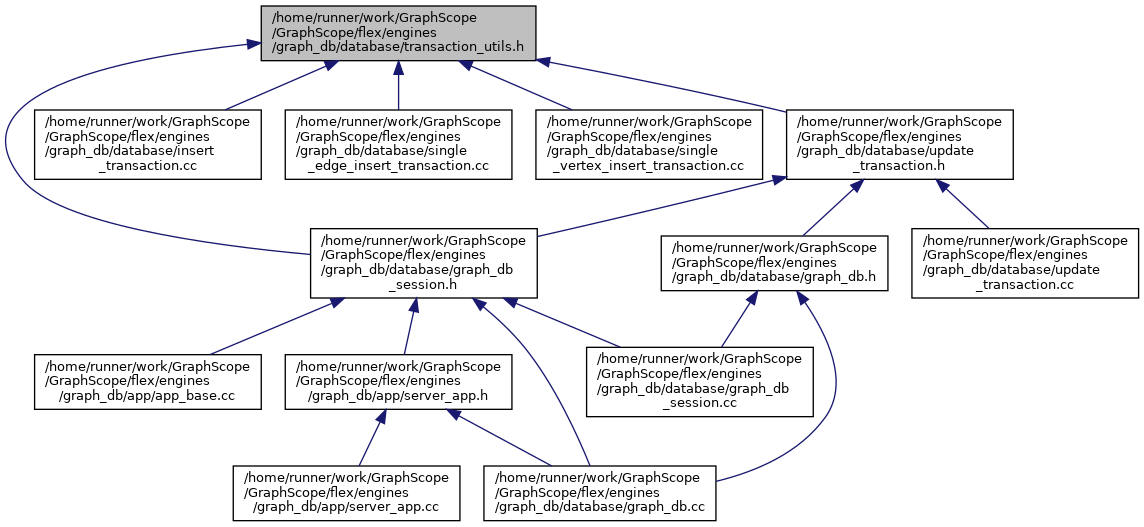 /home/runner/work/GraphScope
/GraphScope/flex/engines
/graph_db/database/transaction_utils.h
/home/runner/work/GraphScope
/GraphScope/flex/engines
/graph_db/database/insert
_transaction.cc
/home/runner/work/GraphScope
/GraphScope/flex/engines
/graph_db/database/single
_edge_insert_transaction.cc
/home/runner/work/GraphScope
/GraphScope/flex/engines
/graph_db/database/single
_vertex_insert_transaction.cc
/home/runner/work/GraphScope
/GraphScope/flex/engines
/graph_db/database/update
_transaction.h
/home/runner/work/GraphScope
/GraphScope/flex/engines
/graph_db/database/graph_db
_session.h
/home/runner/work/GraphScope
/GraphScope/flex/engines
/graph_db/database/graph_db.h
/home/runner/work/GraphScope
/GraphScope/flex/engines
/graph_db/database/update
_transaction.cc
/home/runner/work/GraphScope
/GraphScope/flex/engines
/graph_db/app/app_base.cc
/home/runner/work/GraphScope
/GraphScope/flex/engines
/graph_db/app/server_app.h
/home/runner/work/GraphScope
/GraphScope/flex/engines
/graph_db/database/graph_db
_session.cc
/home/runner/work/GraphScope
/GraphScope/flex/engines
/graph_db/app/server_app.cc
/home/runner/work/GraphScope
/GraphScope/flex/engines
/graph_db/database/graph_db.cc